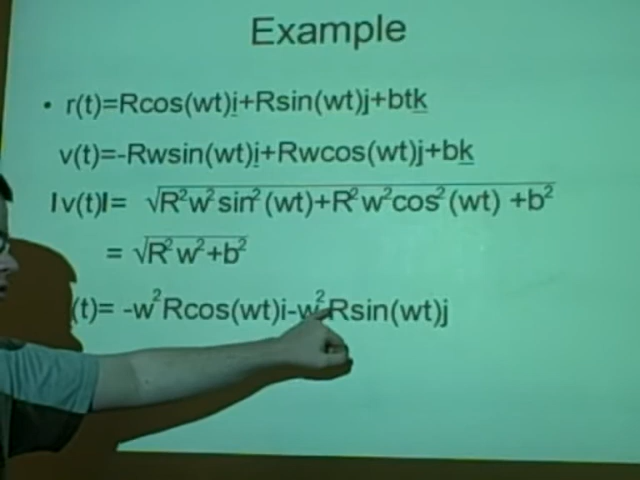 Example
• r(t)=Rcos(wt)i+Rsin(wt)j+btk
v(t)=-Rwsin(wt)i+Rwcos(wt)j+bk
|v(t)|= √R²w²sin²(wt)+R²w²cos²(wt) +b²
= √R²w²+b²
(t)= -w²Rcos(wt)i-w²Rsin(wt)j